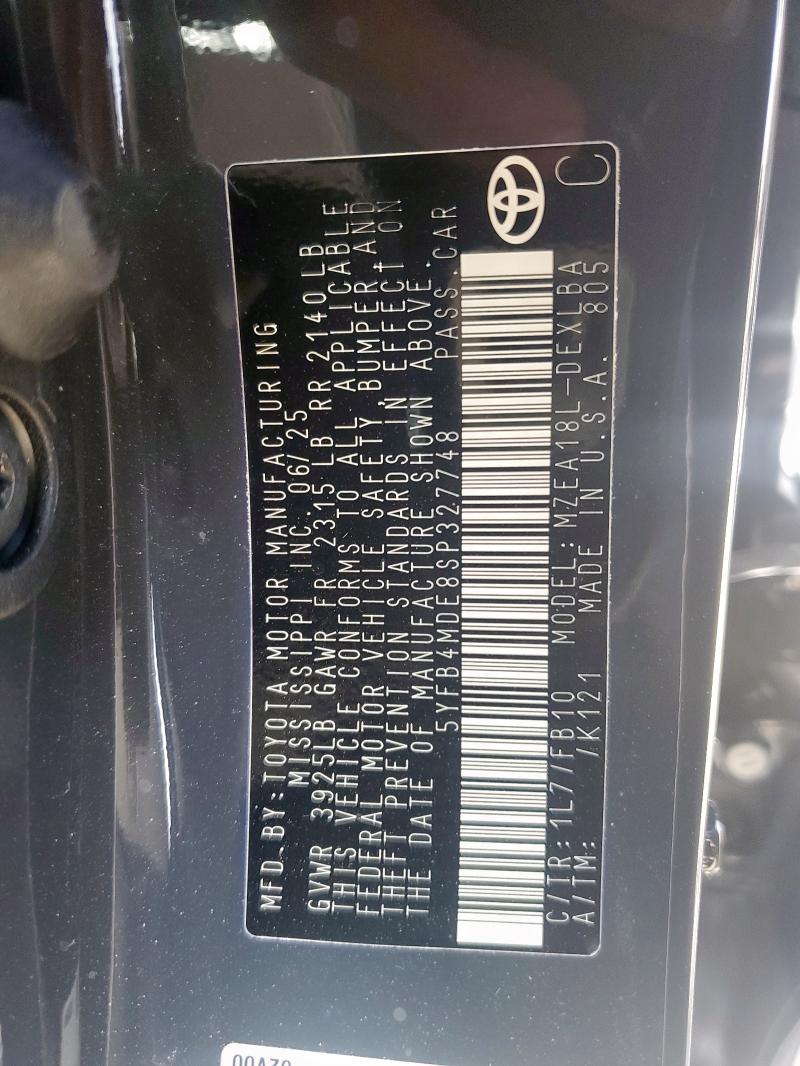 MFD.BY:TOYOTA MOTOR MANUFACTURING
MISSISSIPPI INC. 06/25
GVWR 3925LB GAWR FR 2315LB RR 2140LB
THIS VEHICLE CONFORMS TO ALL APPLICABLE
FEDERAL MOTOR VEHICLE SAFETY, BUMPER, AND
THEFT PREVENTION STANDARDS IN EFFECT ON
THE DATE OF MANUFACTURE SHOWN ABOVE.
5YFB4MDE8SP327748 PASS.CAR
C/TR:1L77/FB10 MODEL:MZEA18L-DEXLBA
A/TM: /K121 MADE IN U.S.A. 805
C